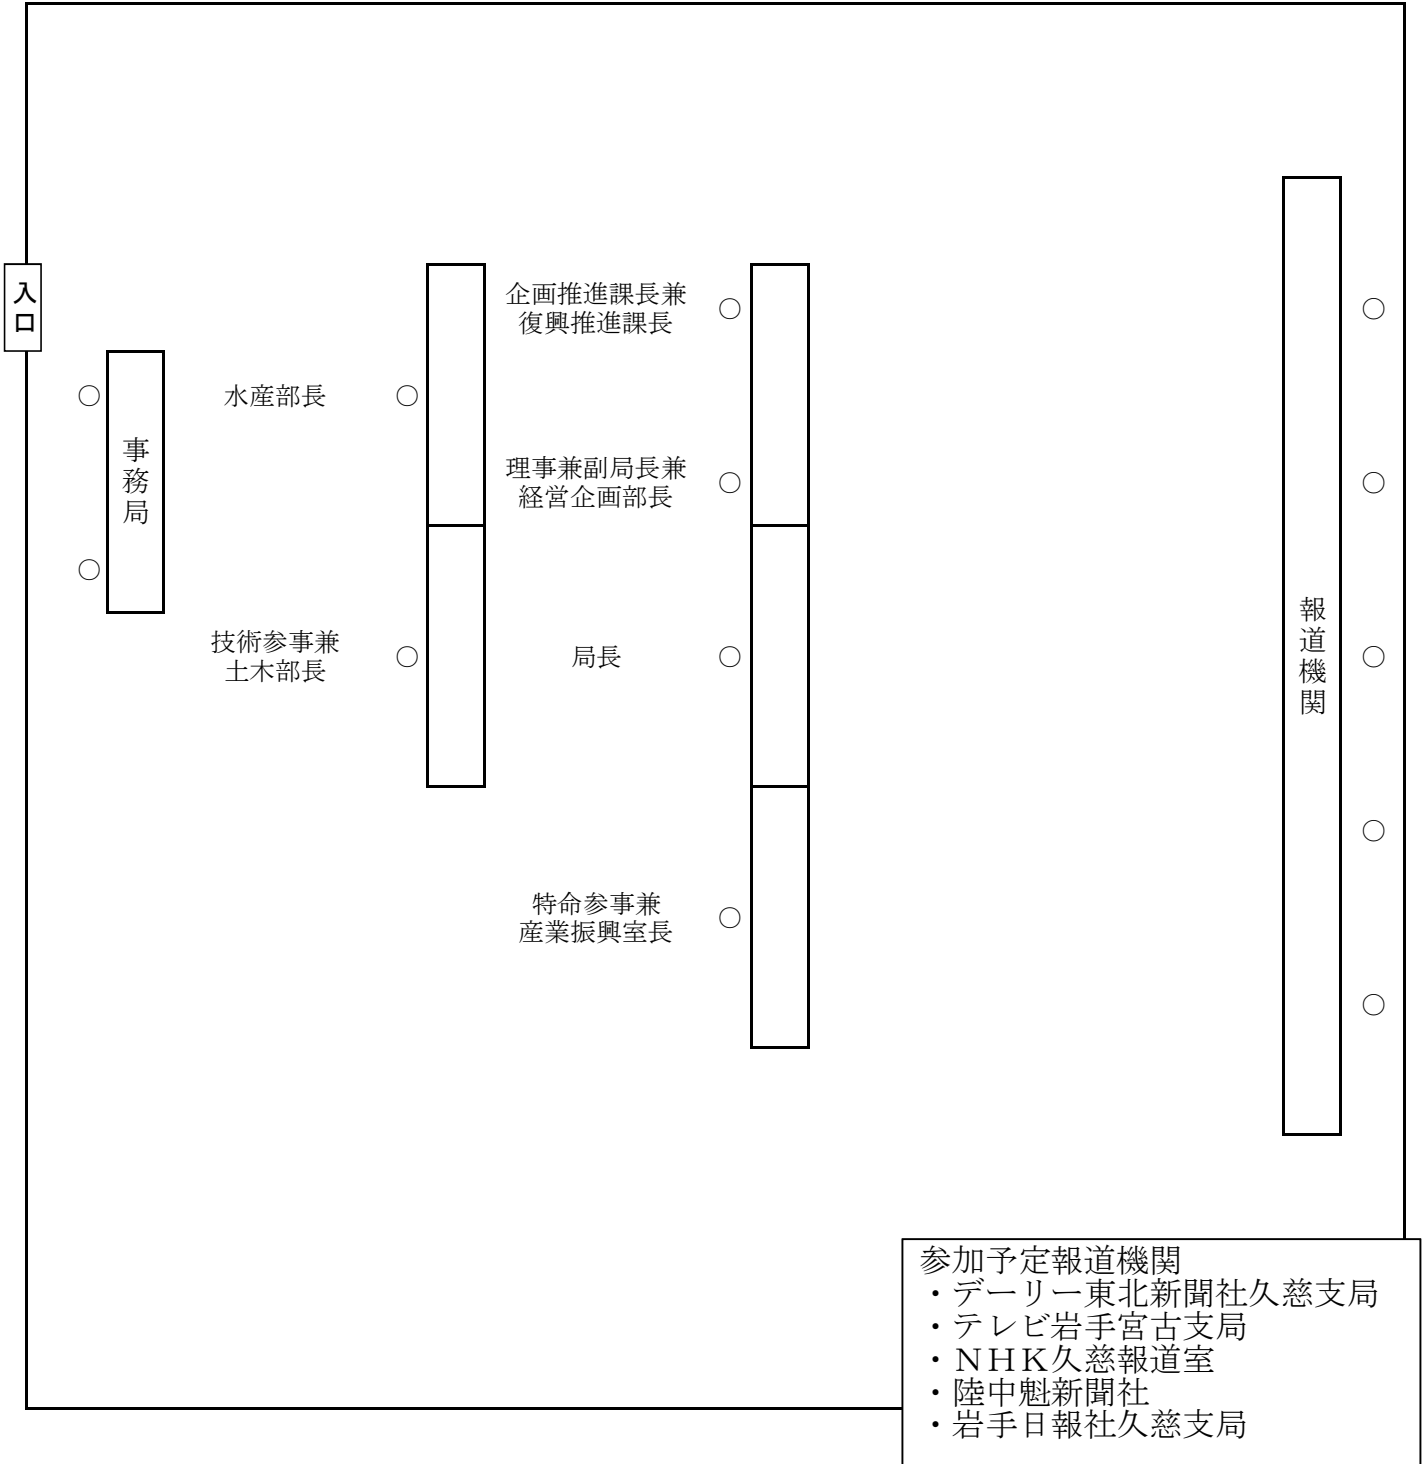 入口
事務局
水産部長 ○
技術参事兼
土木部長 ○
企画推進課長兼
復興推進課長 ○
理事兼副局長兼
経営企画部長 ○
局長 ○
特命参事兼
産業振興室長 ○
報道機関
参加予定報道機関
・デーリー東北新聞社久慈支局
・テレビ岩手宮古支局
・ＮＨＫ久慈報道室
・陸中魁新聞社
・岩手日報社久慈支局